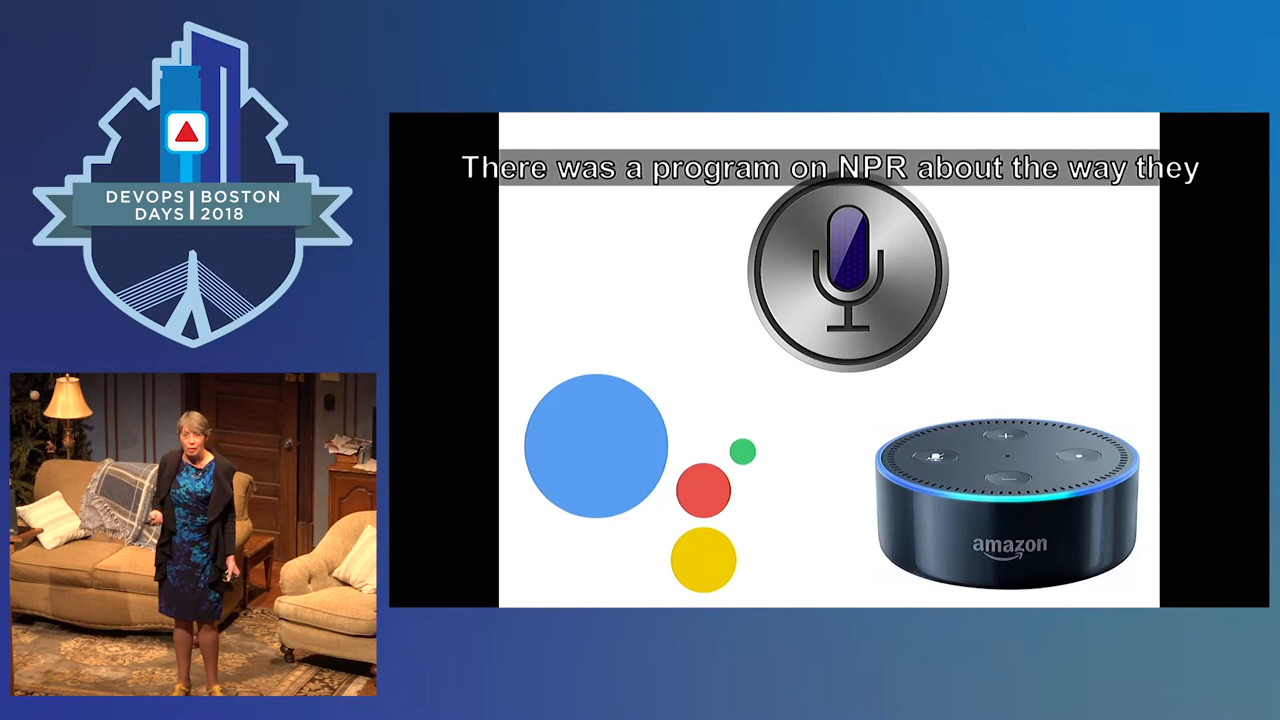 DEVOPS BOSTON
DAYS 2018
There was a program on NPR about the way they
amazon